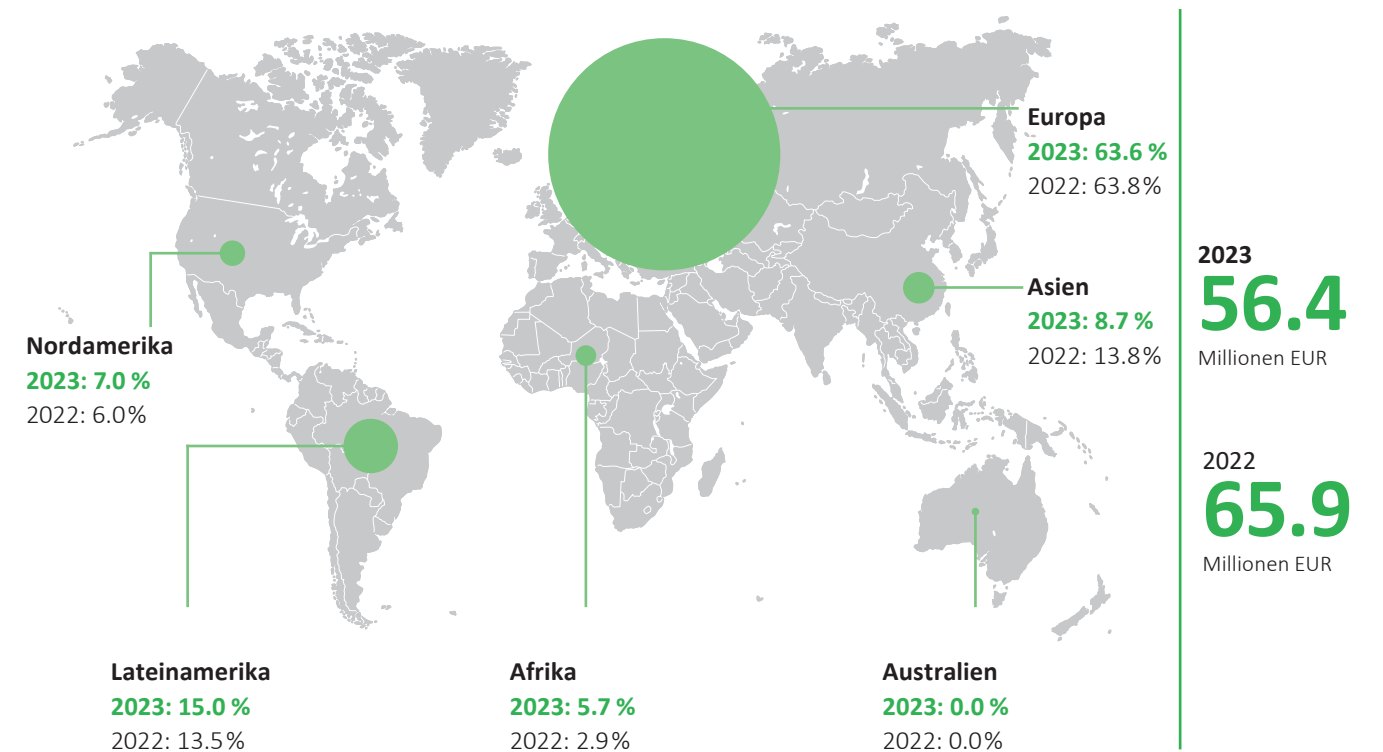 Europa
2023: 63.6 %
2022: 63.8%
Asien
2023: 8.7 %
2022: 13.8%
Nordamerika
2023: 7.0 %
2022: 6.0%
Lateinamerika
2023: 15.0 %
2022: 13.5%
Afrika
2023: 5.7 %
2022: 2.9%
Australien
2023: 0.0 %
2022: 0.0%
2023
56.4
Millionen EUR
2022
65.9
Millionen EUR